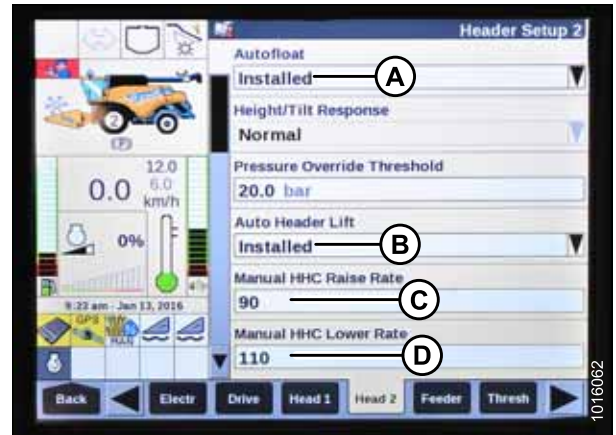 Header Setup 2
Autofloat
Installed
A
Height/Tilt Response
Normal
Pressure Override Threshold
20.0 bar
Auto Header Lift
Installed
B
Manual HHC Raise Rate
90
C
Manual HHC Lower Rate
110
D
2
(P)
12.0
6.0
0.0 km/h
0%
9:23 am - Jan 13, 2016
GPS
MAN
Back
Electr
Drive
Head 1
Head 2
Feeder
Thresh
1016062